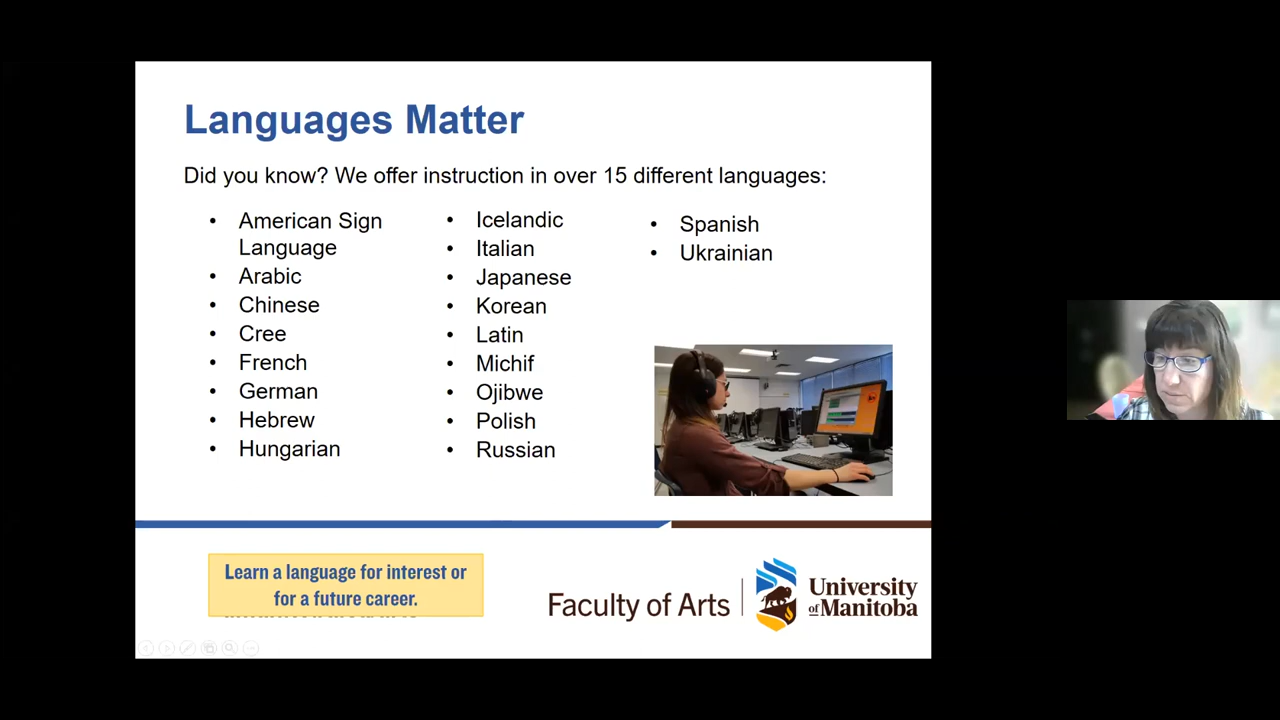 Languages Matter
Did you know? We offer instruction in over 15 different languages:
• American Sign
Language
• Arabic
• Chinese
• Cree
• French
• German
• Hebrew
• Hungarian
• Icelandic
• Italian
• Japanese
• Korean
• Latin
• Michif
• Ojibwe
• Polish
• Russian
• Spanish
• Ukrainian
Learn a language for interest or
for a future career.
Faculty of Arts
University
of Manitoba